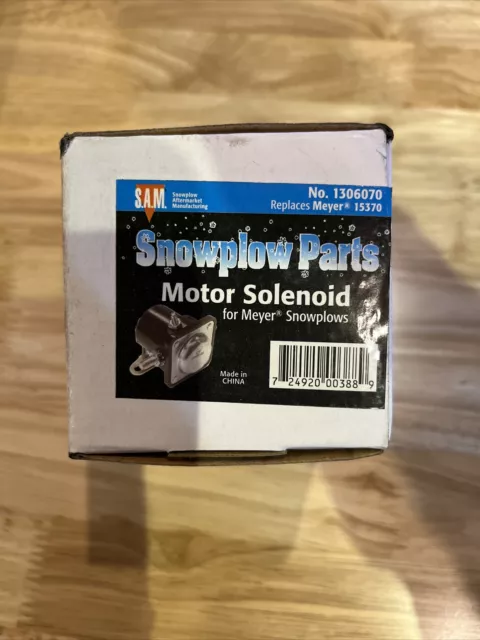 S.A.M. Snowplow Aftermarket Manufacturing
No. 1306070
Replaces Meyer® 15370
Snowplow Parts
Motor Solenoid
for Meyer® Snowplows
Made in
CHINA
7 24920 00388 9